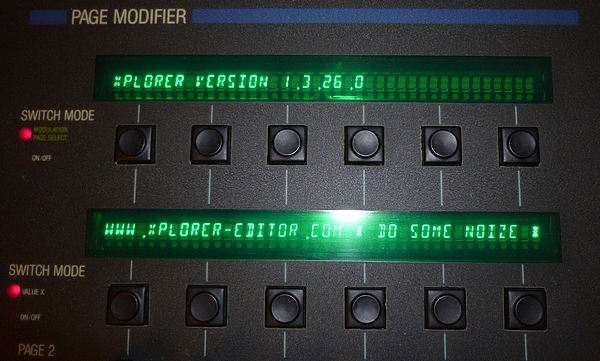 PAGE MODIFIER
XPLORER VERSION 1.3.26.0
SWITCH MODE
MODULATION
PAGE SELECT
ON/OFF
WWW.XPLORER-EDITOR.COM * DO SOME NOIZE *
SWITCH MODE
VALUE X
ON/OFF
PAGE 2